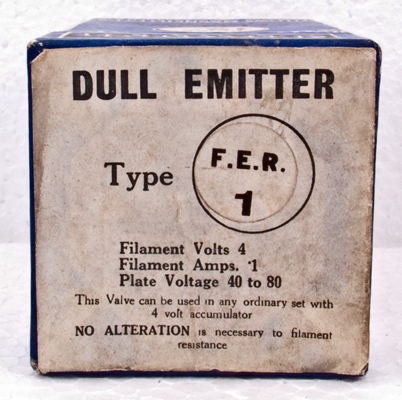 DULL EMITTER
Type
F.E.R.
1
Filament Volts 4
Filament Amps. ·1
Plate Voltage 40 to 80
This Valve can be used in any ordinary set with
4 volt accumulator
NO ALTERATION is necessary to filament
resistance